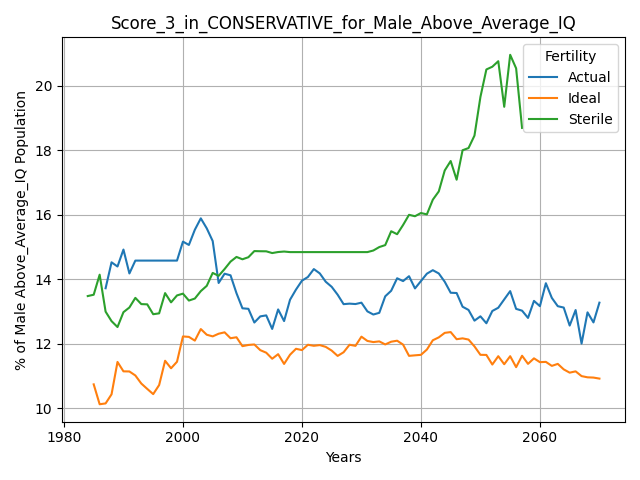 Score_3_in_CONSERVATIVE_for_Male_Above_Average_IQ
% of Male Above_Average_IQ Population
20
18
16
14
12
10
Fertility
Actual
Ideal
Sterile
1980
2000
2020
2040
2060
Years